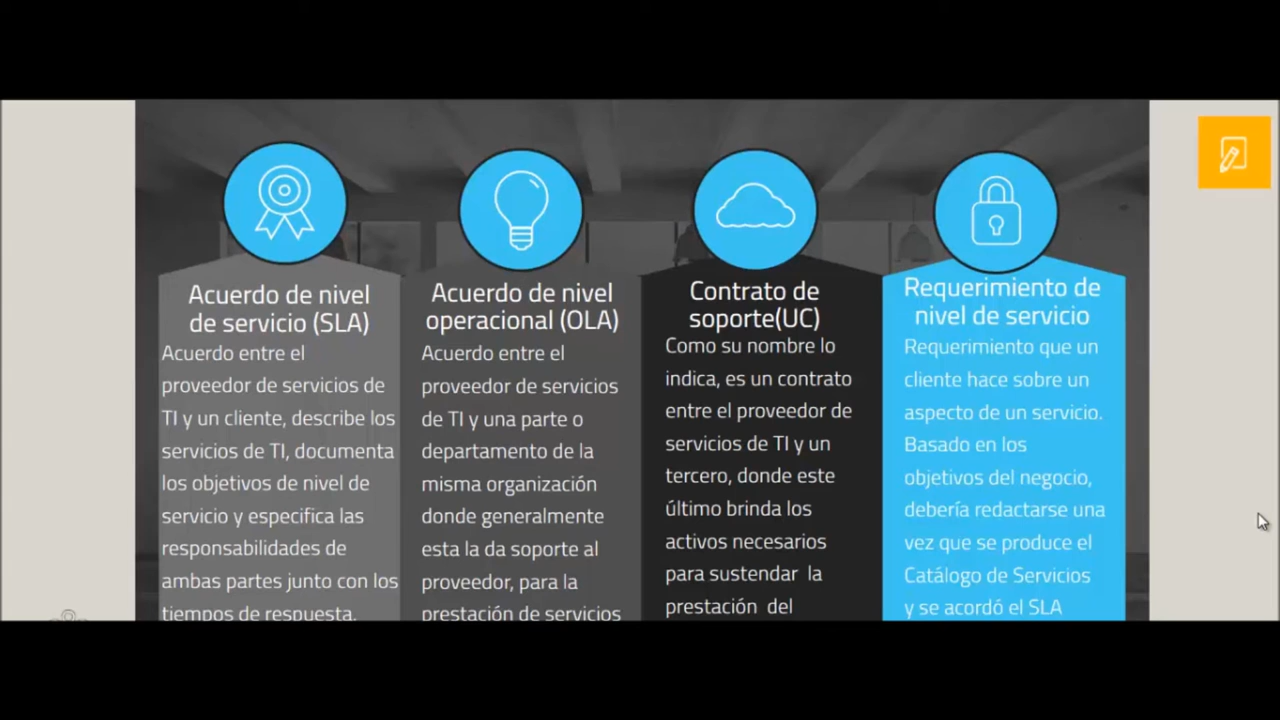 Acuerdo de nivel
de servicio (SLA)
Acuerdo entre el
proveedor de servicios de
TI y un cliente, describe los
servicios de TI, documenta
los objetivos de nivel de
servicio y especifica las
responsabilidades de
ambas partes junto con los
tiempos de respuesta.
Acuerdo de nivel
operacional (OLA)
Acuerdo entre el
proveedor de servicios
de TI y una parte o
departamento de la
misma organización
donde generalmente
esta la da soporte al
proveedor, para la
prestación de servicios
Contrato de
soporte(UC)
Como su nombre lo
indica, es un contrato
entre el proveedor de
servicios de TI y un
tercero, donde este
último brinda los
activos necesarios
para sustendar la
prestación del
Requerimiento de
nivel de servicio
Requerimiento que un
cliente hace sobre un
aspecto de un servicio.
Basado en los
objetivos del negocio,
debería redactarse una
vez que se produce el
Catálogo de Servicios
y se acordó el SLA